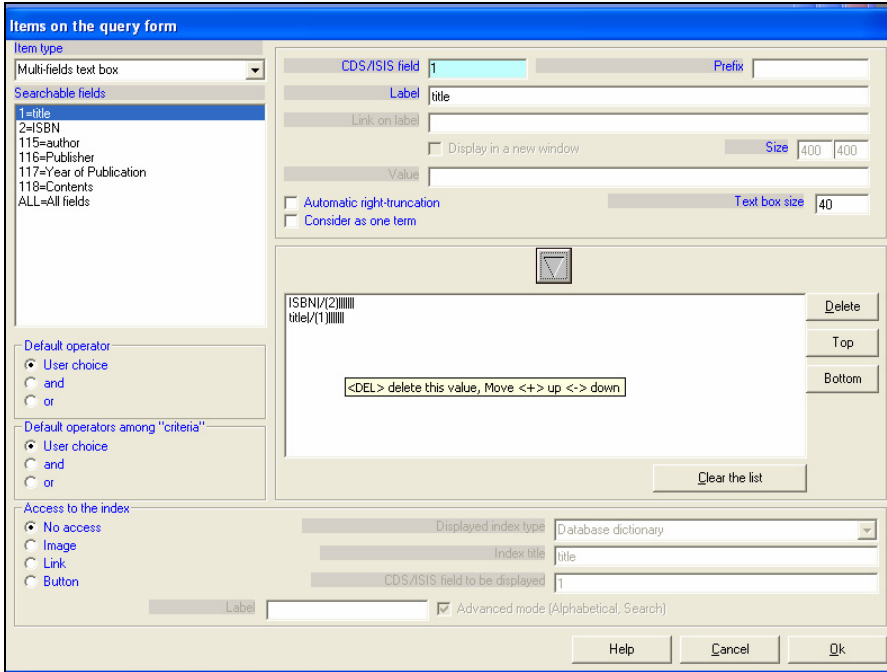 Items on the query form
Item type
Multi-fields text box
Searchable fields
1=title
2=ISBN
115=author
116=Publisher
117=Year of Publication
118=Contents
ALL=All fields
CDS/ISIS field 1 Prefix
Label title
Link on label
Display in a new window Size 400 400
Value
Automatic right-truncation Text box size 40
Consider as one term
ISBN|/(2)|||||||
title|/(1)|||||||
<DEL> delete this value, Move <+> up <-> down
Delete
Top
Bottom
Clear the list
Default operator
User choice
and
or
Default operators among "criteria"
User choice
and
or
Access to the index
No access
Image
Link
Button
Displayed index type Database dictionary
Index title title
CDS/ISIS field to be displayed 1
Label Advanced mode (Alphabetical, Search)
Help Cancel Ok